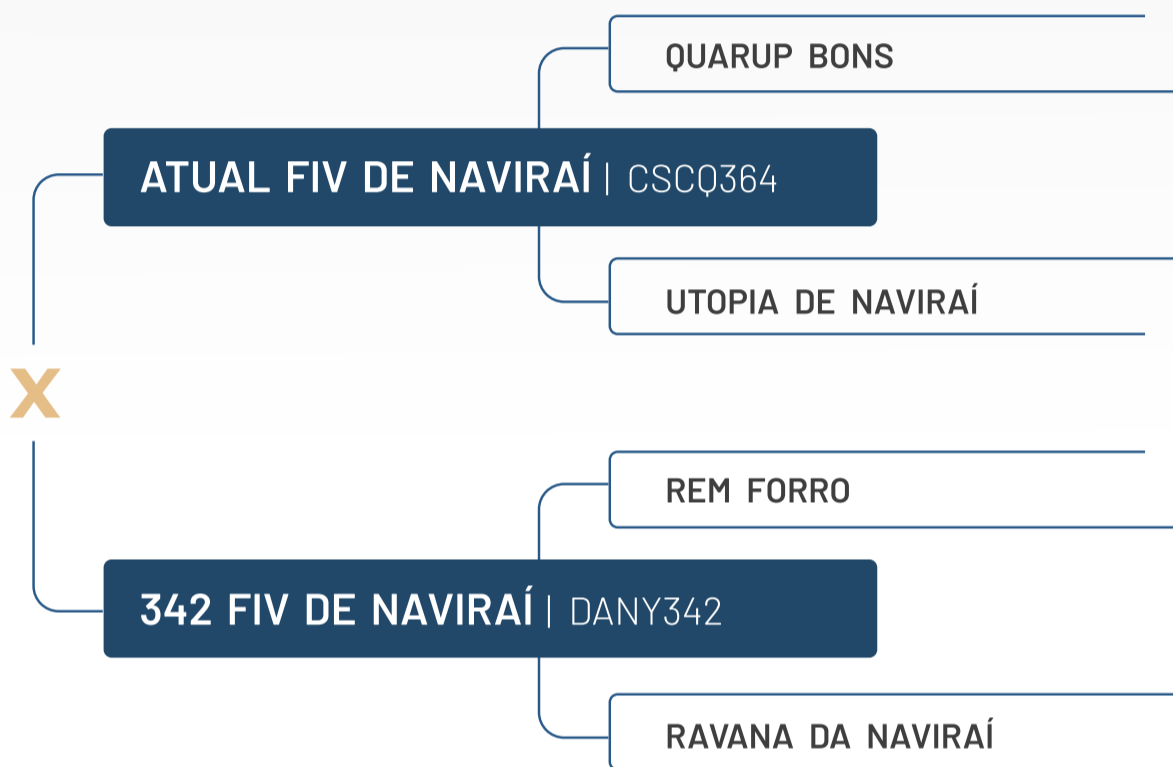 QUARUP BONS
ATUAL FIV DE NAVIRAÍ | CSCQ364
UTOPIA DE NAVIRAÍ
X
REM FORRO
342 FIV DE NAVIRAÍ | DANY342
RAVANA DA NAVIRAÍ